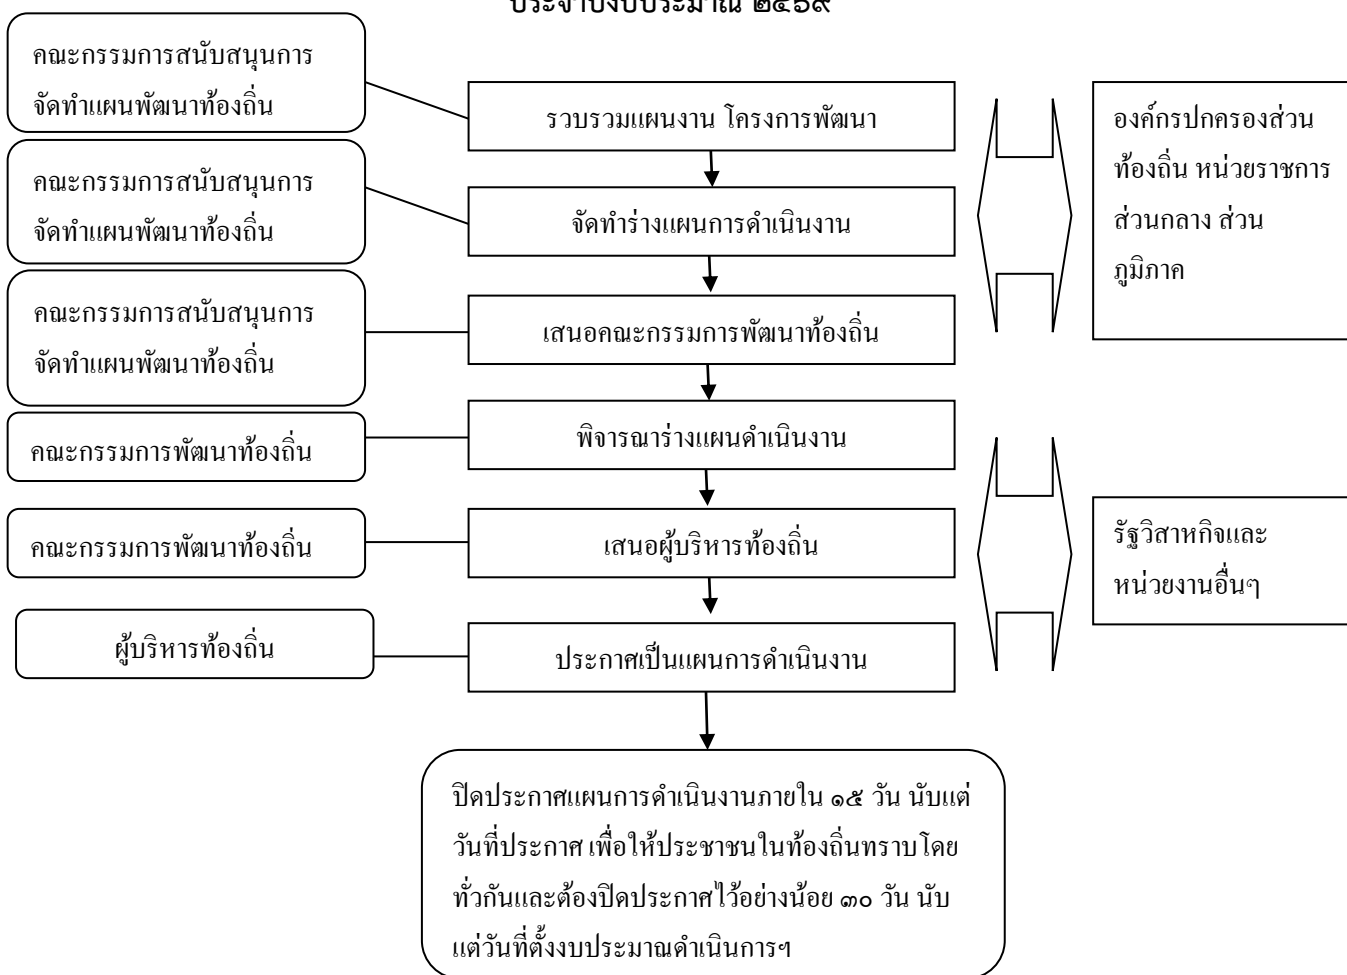 ประจำปีงบประมาณ ๒๕๖๙
คณะกรรมการสนับสนุนการ
จัดทำแผนพัฒนาท้องถิ่น
รวบรวมแผนงาน โครงการพัฒนา
องค์กรปกครองส่วน
ท้องถิ่น หน่วยราชการ
ส่วนกลาง ส่วน
ภูมิภาค
คณะกรรมการสนับสนุนการ
จัดทำแผนพัฒนาท้องถิ่น
จัดทำร่างแผนการดำเนินงาน
คณะกรรมการสนับสนุนการ
จัดทำแผนพัฒนาท้องถิ่น
เสนอคณะกรรมการพัฒนาท้องถิ่น
คณะกรรมการพัฒนาท้องถิ่น
พิจารณาร่างแผนดำเนินงาน
คณะกรรมการพัฒนาท้องถิ่น
เสนอผู้บริหารท้องถิ่น
รัฐวิสาหกิจและ
หน่วยงานอื่นๆ
ผู้บริหารท้องถิ่น
ประกาศเป็นแผนการดำเนินงาน
ปิดประกาศแผนการดำเนินงานภายใน ๑๕ วัน นับแต่
วันที่ประกาศ เพื่อให้ประชาชนในท้องถิ่นทราบโดย
ทั่วกันและต้องปิดประกาศไว้อย่างน้อย ๓๐ วัน นับ
แต่วันที่ตั้งงบประมาณดำเนินการฯ